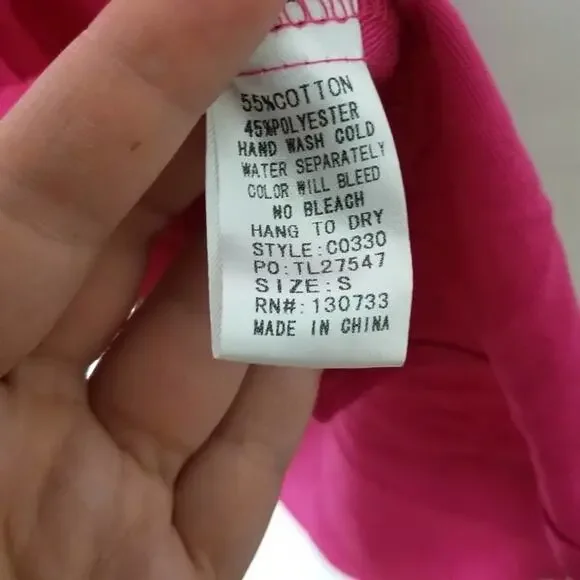 55%COTTON
45%POLYESTER
HAND WASH COLD
WATER SEPARATELY
COLOR WILL BLEED
NO BLEACH
HANG TO DRY
STYLE:C0330
PO:TL27547
SIZE:S
RN#:130733
MADE IN CHINA